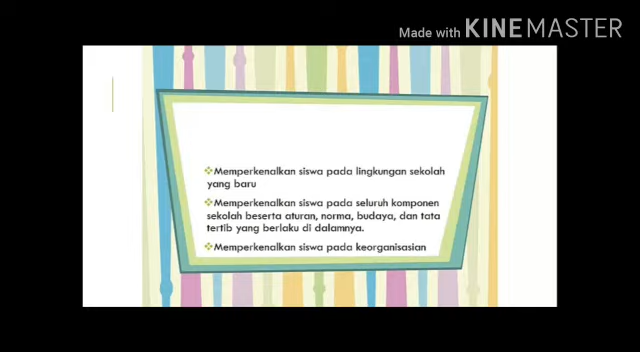 Made with KINEMASTER
❖Memperkenalkan siswa pada lingkungan sekolah
yang baru
❖Memperkenalkan siswa pada seluruh komponen
sekolah beserta aturan, norma, budaya, dan tata
tertib yang berlaku di dalamnya.
❖Memperkenalkan siswa pada keorganisasian